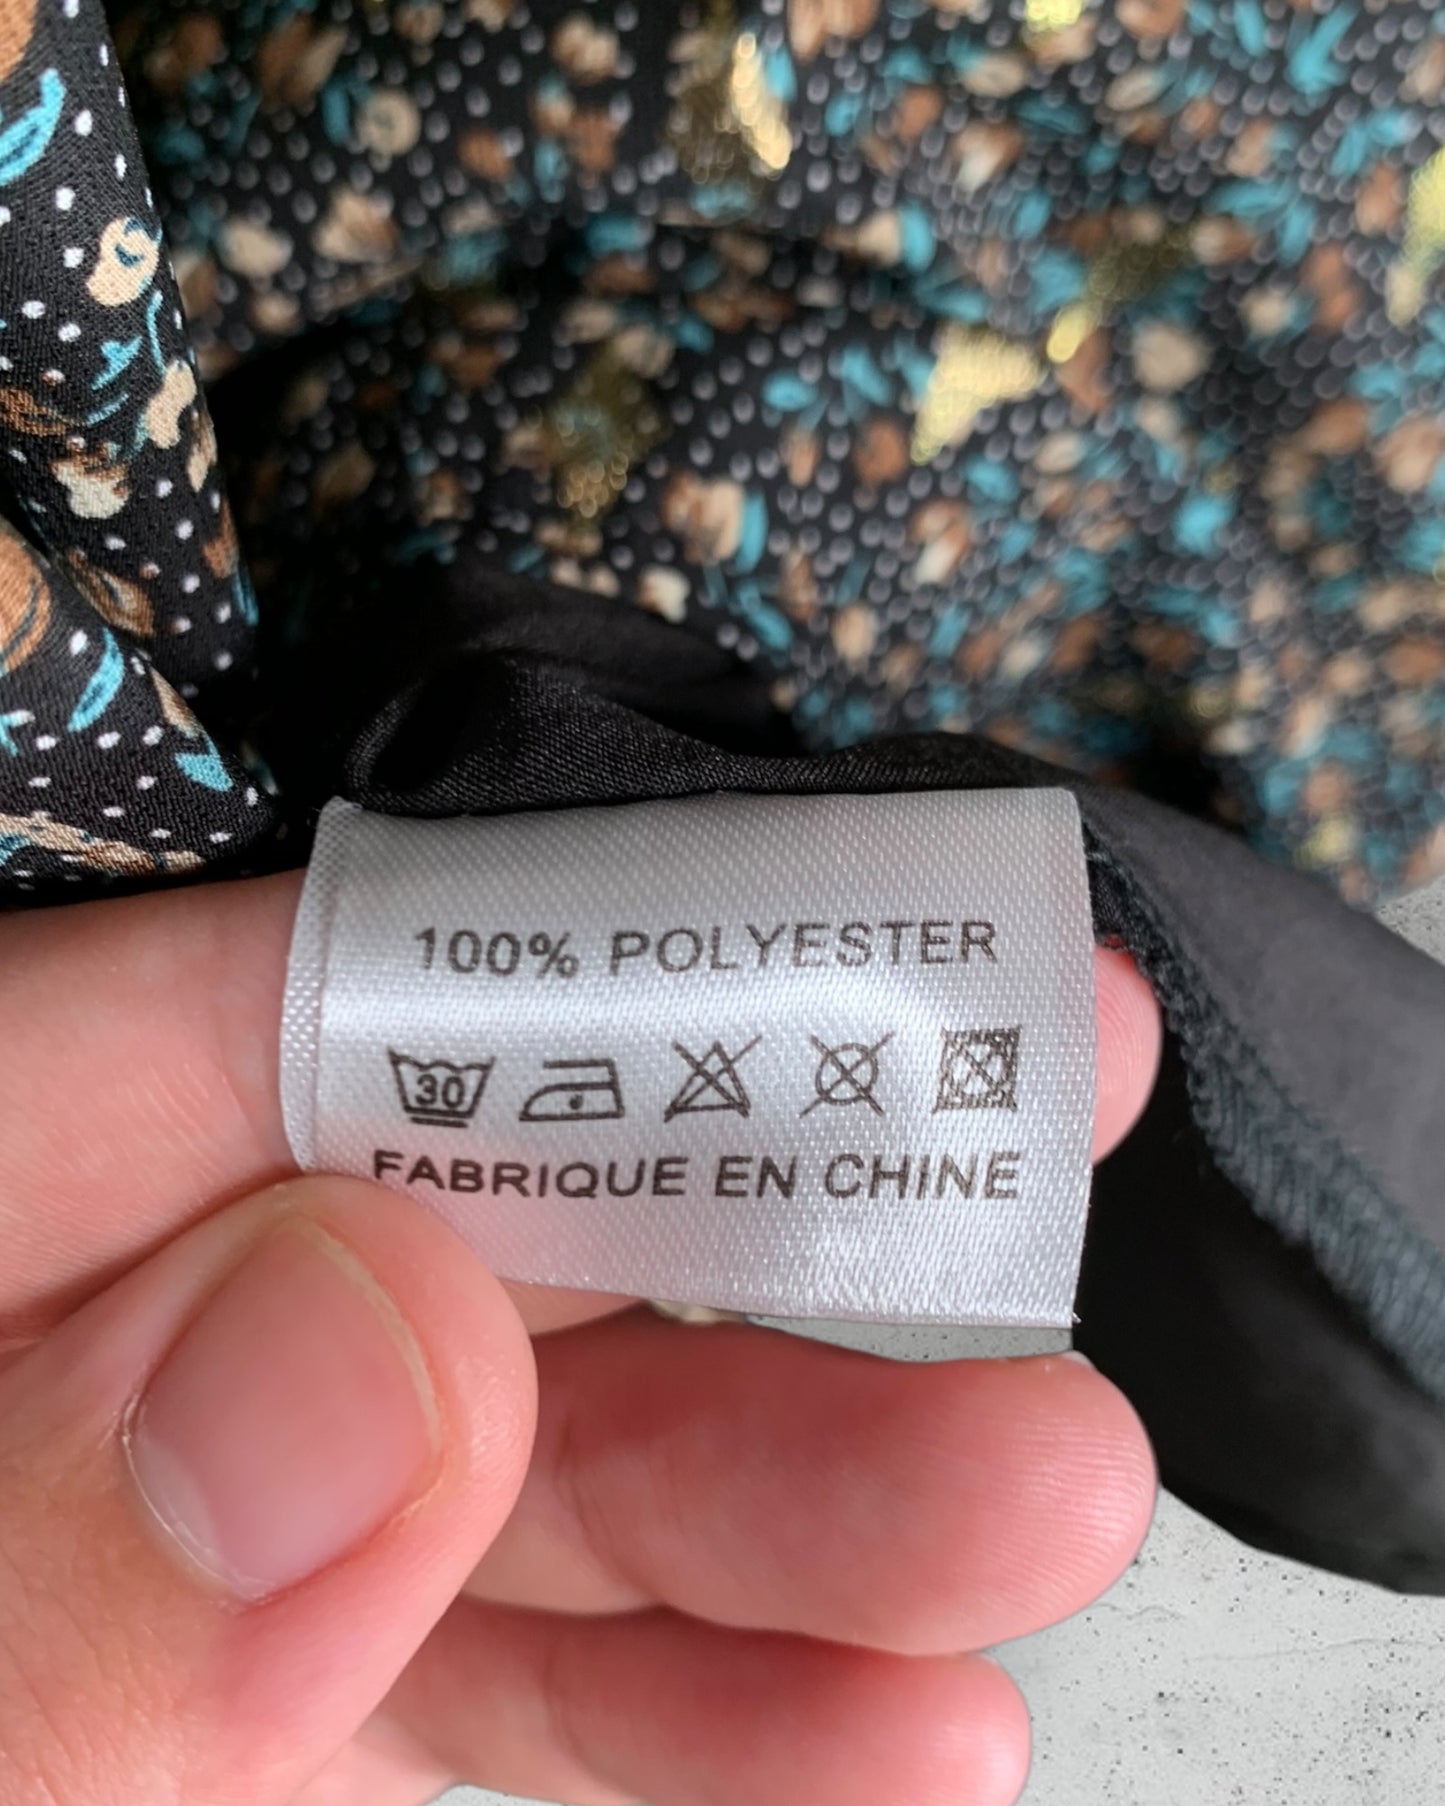 100% POLYESTER
30
FABRIQUE EN CHINE